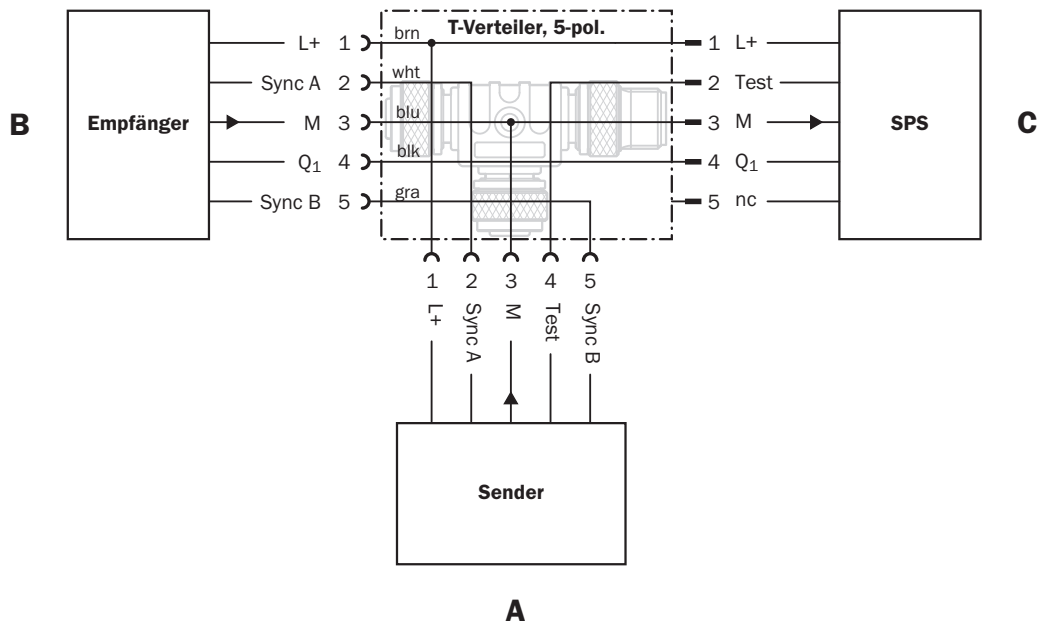 T-Verteiler, 5-pol.
B
Empfänger
L+ 1 brn
Sync A 2 wht
M 3 blu
Q1 4 blk
Sync B 5 gra
1 L+
2 Test
3 M
4 Q1
5 nc
SPS
C
1 2 3 4 5
L+
Sync A
M
Test
Sync B
Sender
A